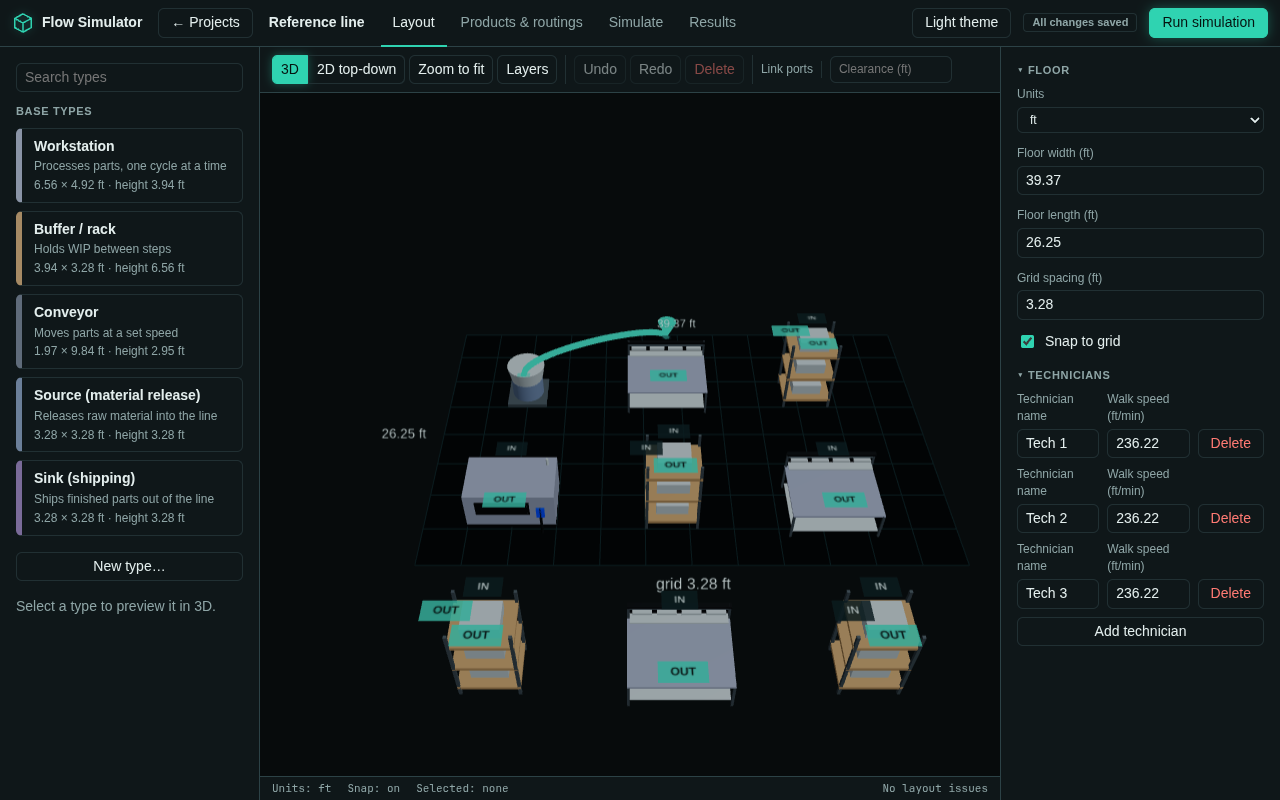 Flow Simulator
← Projects
Reference line
Layout
Products & routings
Simulate
Results
Light theme
All changes saved
Run simulation
Search types
BASE TYPES
Workstation
Processes parts, one cycle at a time
6.56 × 4.92 ft · height 3.94 ft
Buffer / rack
Holds WIP between steps
3.94 × 3.28 ft · height 6.56 ft
Conveyor
Moves parts at a set speed
1.97 × 9.84 ft · height 2.95 ft
Source (material release)
Releases raw material into the line
3.28 × 3.28 ft · height 3.28 ft
Sink (shipping)
Ships finished parts out of the line
3.28 × 3.28 ft · height 3.28 ft
New type…
Select a type to preview it in 3D.
3D
2D top-down
Zoom to fit
Layers
Undo
Redo
Delete
Link ports
Clearance (ft)
39.37 ft
IN
OUT
OUT
OUT
26.25 ft
IN
IN
IN
IN
OUT
OUT
OUT
grid 3.28 ft
IN
IN
IN
IN
OUT
OUT
OUT
OUT
Units: ft
Snap: on
Selected: none
No layout issues
FLOOR
Units
ft
Floor width (ft)
39.37
Floor length (ft)
26.25
Grid spacing (ft)
3.28
Snap to grid
TECHNICIANS
Technician name
Walk speed (ft/min)
Tech 1
236.22
Delete
Technician name
Walk speed (ft/min)
Tech 2
236.22
Delete
Technician name
Walk speed (ft/min)
Tech 3
236.22
Delete
Add technician